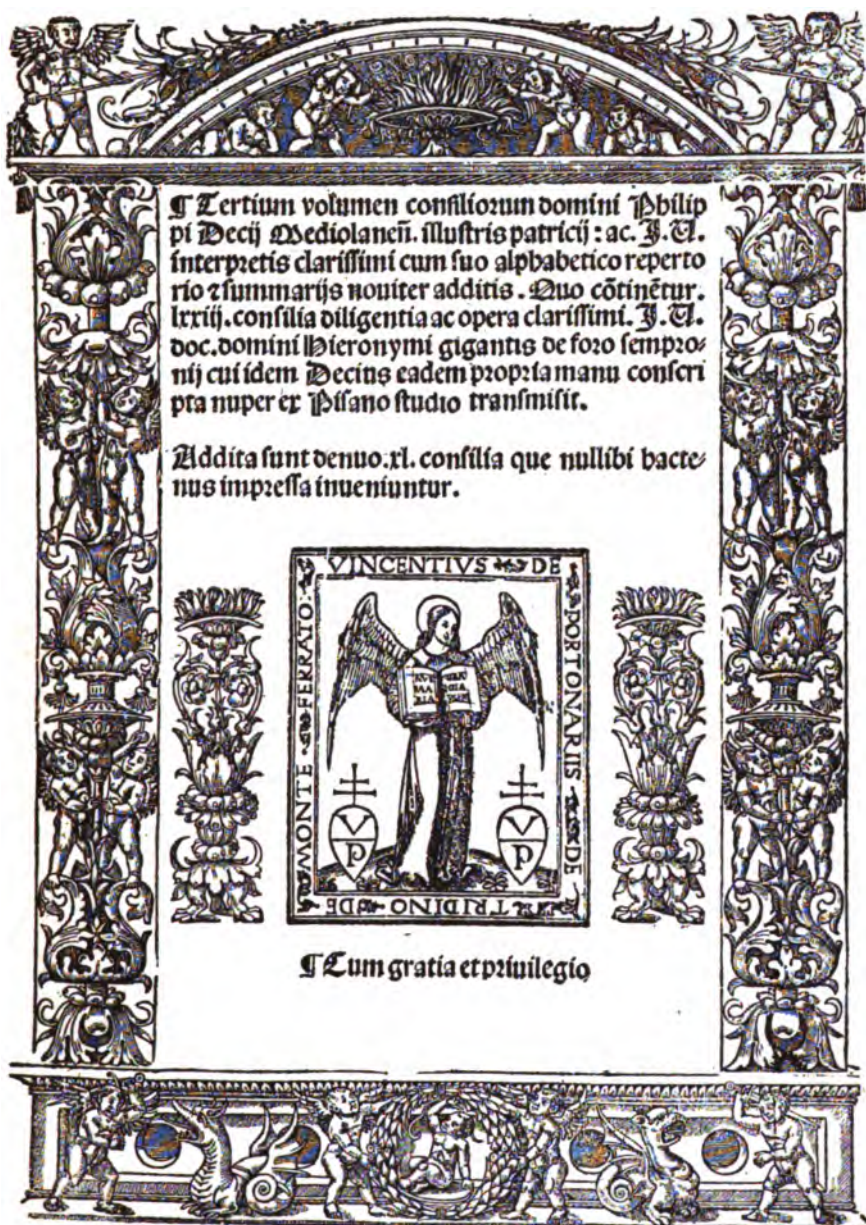 ¶ Tertium volumen consiliorum domini Philip
pi Decij Mediolaneñ. illustris patricij : ac. J. U.
interpretis clarissimi cum suo alphabetico reperto
rio ⁊ summarijs nouiter additis. Quo cõtinẽtur.
lxxiij. consilia diligentia ac opera clarissimi. J. U.
doc. domini Hieronymi gigantis de foro sempro-
nij cui idem Decius eadem propria manu conscri
pta nuper ex Pisano studio transmisit.
Addita sunt denuo. xl. consilia que nullibi hacte-
nus impressa inueniuntur.
VINCENTIVS DE
PORTONARIIS DE
TRIDINO DE
MONTE FERRATO
V
P
V
P
¶ Cum gratia et priuilegio